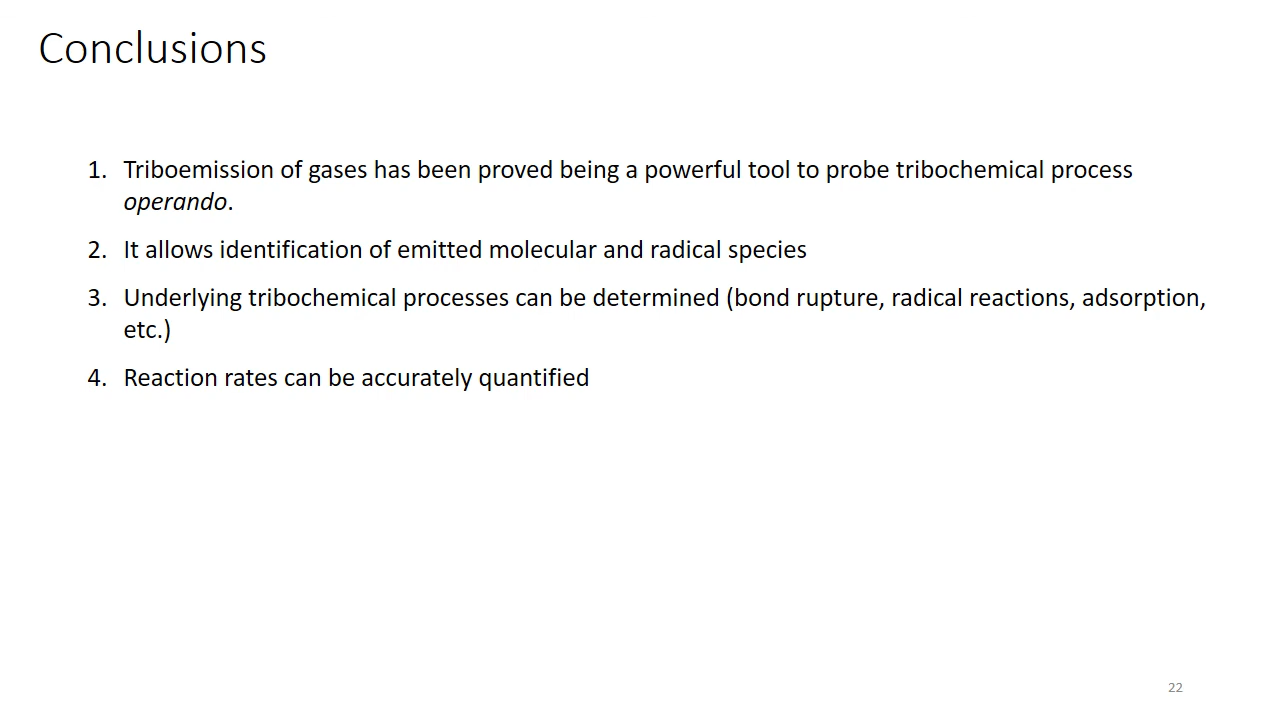 Conclusions
1. Triboemission of gases has been proved being a powerful tool to probe tribochemical process
operando.
2. It allows identification of emitted molecular and radical species
3. Underlying tribochemical processes can be determined (bond rupture, radical reactions, adsorption,
etc.)
4. Reaction rates can be accurately quantified
22